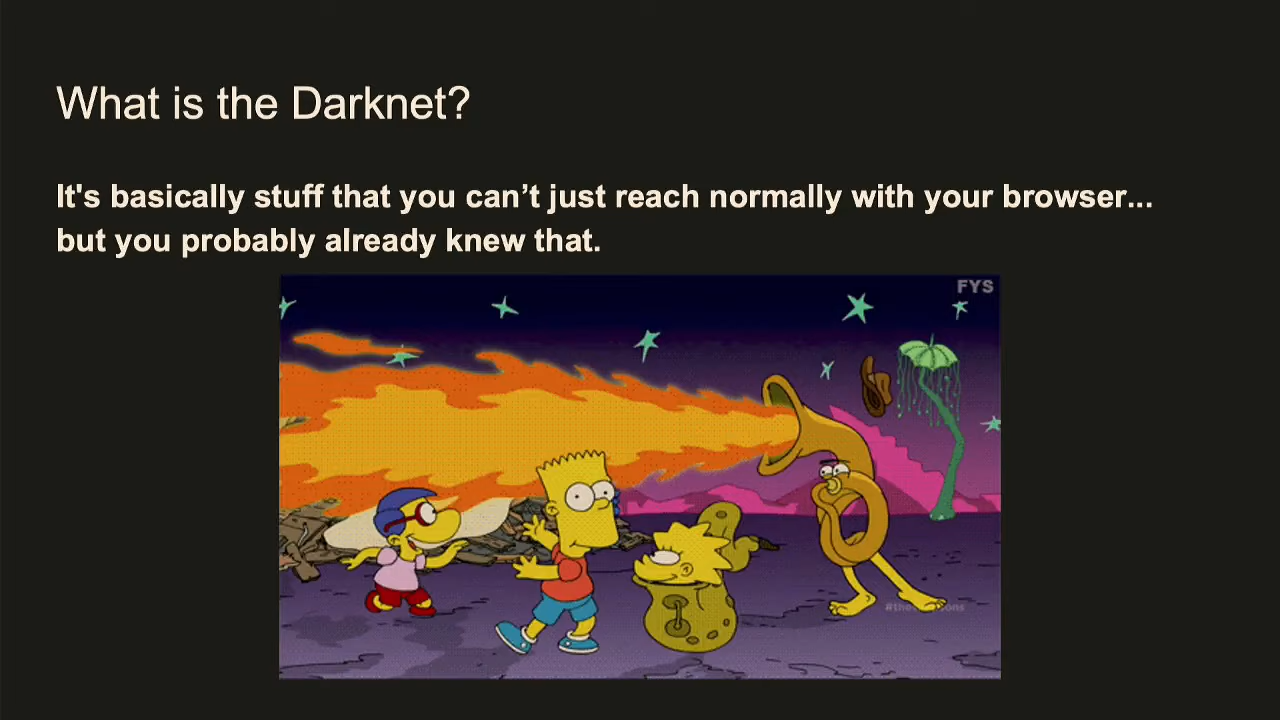 What is the Darknet?
It's basically stuff that you can’t just reach normally with your browser...
but you probably already knew that.
FYS